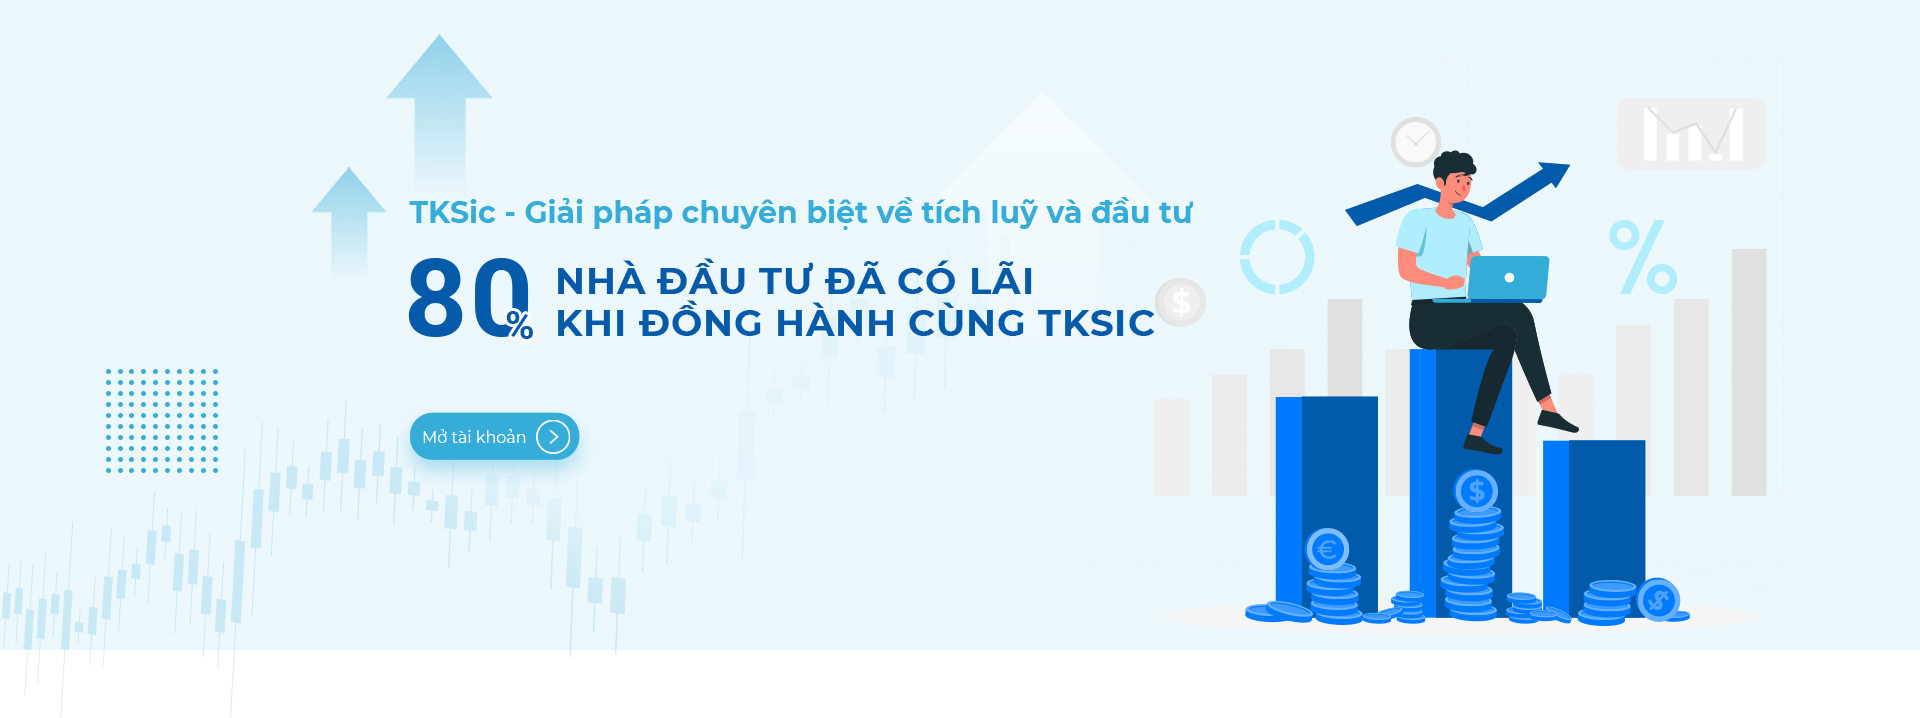 TKSic - Giải pháp chuyên biệt về tích luỹ và đầu tư
80% NHÀ ĐẦU TƯ ĐÃ CÓ LÃI
KHI ĐỒNG HÀNH CÙNG TKSIC
Mở tài khoản